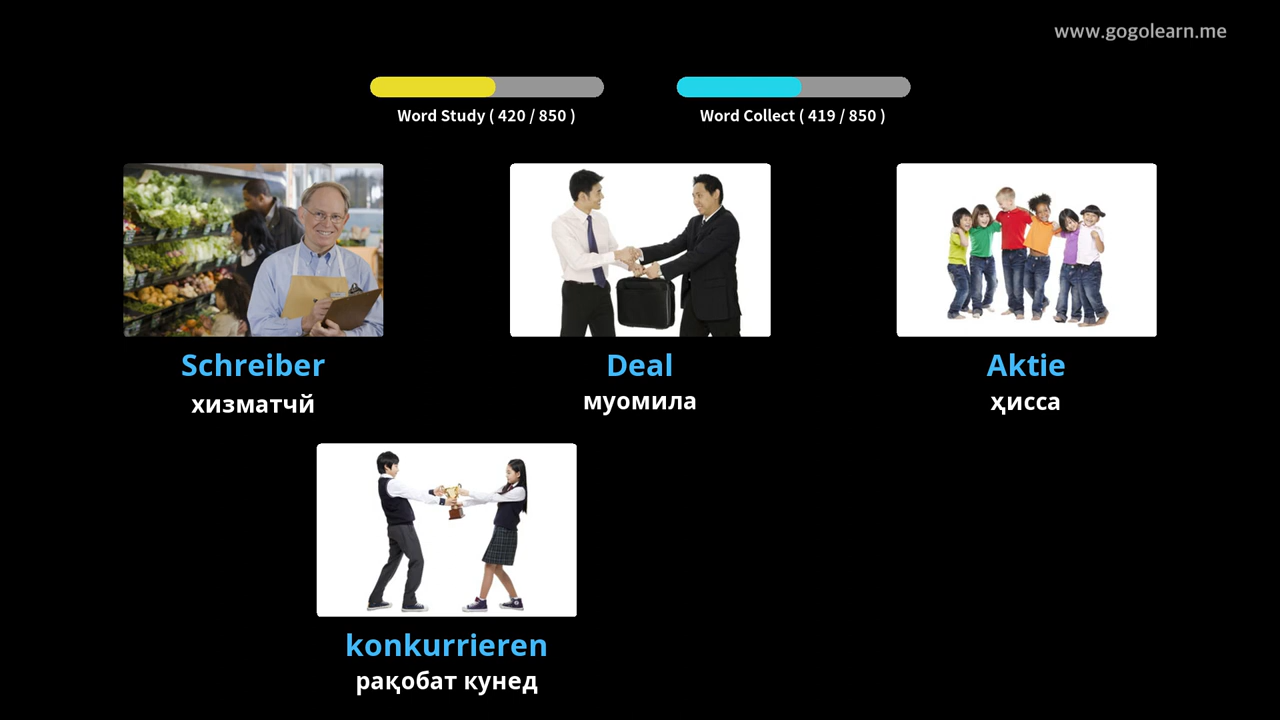 www.gogolearn.me
Word Study ( 420 / 850 )
Word Collect ( 419 / 850 )
Schreiber
хизматчй
Deal
муомила
Aktie
ҳисса
konkurrieren
рақобат кунед